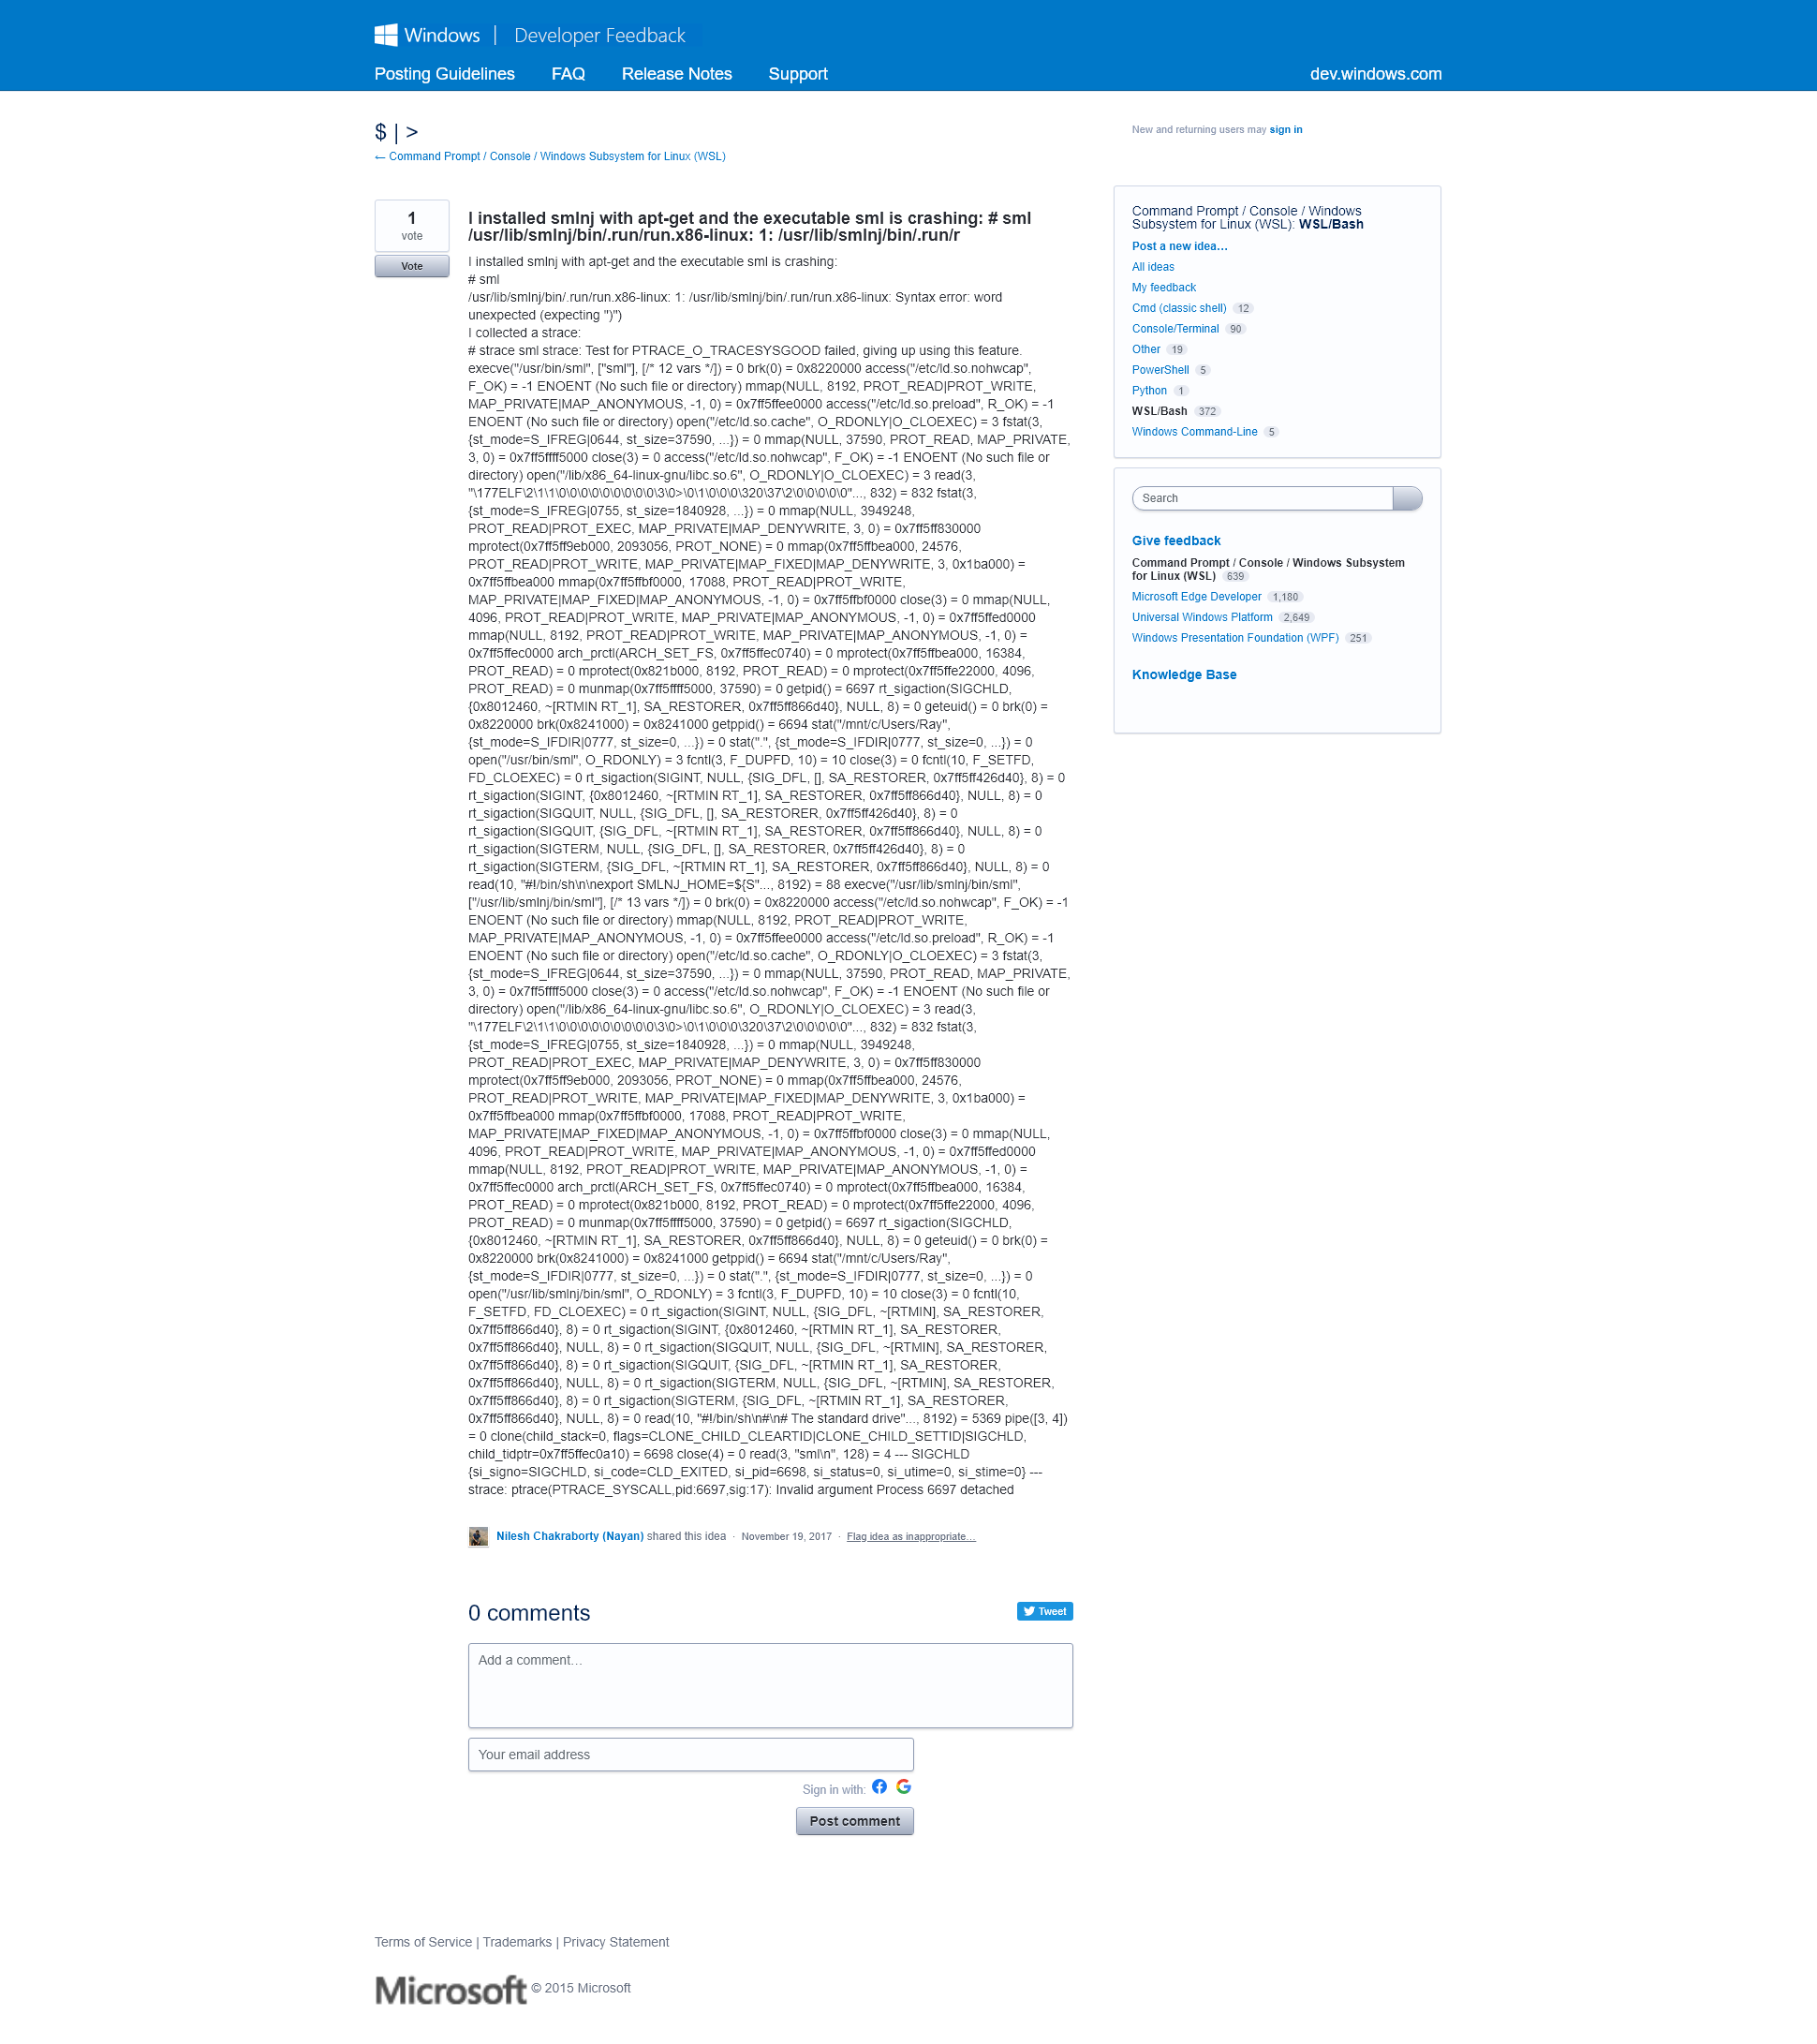 Windows | Developer Feedback
Posting Guidelines FAQ Release Notes Support dev.windows.com
$ | >
← Command Prompt / Console / Windows Subsystem for Linux (WSL)
New and returning users may sign in
1
vote
Vote
I installed smlnj with apt-get and the executable sml is crashing: # sml
/usr/lib/smlnj/bin/.run/run.x86-linux: 1: /usr/lib/smlnj/bin/.run/r
I installed smlnj with apt-get and the executable sml is crashing:
# sml
/usr/lib/smlnj/bin/.run/run.x86-linux: 1: /usr/lib/smlnj/bin/.run/run.x86-linux: Syntax error: word
unexpected (expecting ")")
I collected a strace:
# strace sml strace: Test for PTRACE_O_TRACESYSGOOD failed, giving up using this feature.
execve("/usr/bin/sml", ["sml"], [/* 12 vars */]) = 0 brk(0) = 0x8220000 access("/etc/ld.so.nohwcap",
F_OK) = -1 ENOENT (No such file or directory) mmap(NULL, 8192, PROT_READ|PROT_WRITE,
MAP_PRIVATE|MAP_ANONYMOUS, -1, 0) = 0x7ff5ffee0000 access("/etc/ld.so.preload", R_OK) = -1
ENOENT (No such file or directory) open("/etc/ld.so.cache", O_RDONLY|O_CLOEXEC) = 3 fstat(3,
{st_mode=S_IFREG|0644, st_size=37590, ...}) = 0 mmap(NULL, 37590, PROT_READ, MAP_PRIVATE,
3, 0) = 0x7ff5ffff5000 close(3) = 0 access("/etc/ld.so.nohwcap", F_OK) = -1 ENOENT (No such file or
directory) open("/lib/x86_64-linux-gnu/libc.so.6", O_RDONLY|O_CLOEXEC) = 3 read(3,
"\177ELF\2\1\1\0\0\0\0\0\0\0\0\0\3\0>\0\1\0\0\0\320\37\2\0\0\0\0\0"..., 832) = 832 fstat(3,
{st_mode=S_IFREG|0755, st_size=1840928, ...}) = 0 mmap(NULL, 3949248,
PROT_READ|PROT_EXEC, MAP_PRIVATE|MAP_DENYWRITE, 3, 0) = 0x7ff5ff830000
mprotect(0x7ff5ff9eb000, 2093056, PROT_NONE) = 0 mmap(0x7ff5ffbea000, 24576,
PROT_READ|PROT_WRITE, MAP_PRIVATE|MAP_FIXED|MAP_DENYWRITE, 3, 0x1ba000) =
0x7ff5ffbea000 mmap(0x7ff5ffbf0000, 17088, PROT_READ|PROT_WRITE,
MAP_PRIVATE|MAP_FIXED|MAP_ANONYMOUS, -1, 0) = 0x7ff5ffbf0000 close(3) = 0 mmap(NULL,
4096, PROT_READ|PROT_WRITE, MAP_PRIVATE|MAP_ANONYMOUS, -1, 0) = 0x7ff5ffed0000
mmap(NULL, 8192, PROT_READ|PROT_WRITE, MAP_PRIVATE|MAP_ANONYMOUS, -1, 0) =
0x7ff5ffec0000 arch_prctl(ARCH_SET_FS, 0x7ff5ffec0740) = 0 mprotect(0x7ff5ffbea000, 16384,
PROT_READ) = 0 mprotect(0x821b000, 8192, PROT_READ) = 0 mprotect(0x7ff5ffe22000, 4096,
PROT_READ) = 0 munmap(0x7ff5ffff5000, 37590) = 0 getpid() = 6697 rt_sigaction(SIGCHLD,
{0x8012460, ~[RTMIN RT_1], SA_RESTORER, 0x7ff5ff866d40}, NULL, 8) = 0 geteuid() = 0 brk(0) =
0x8220000 brk(0x8241000) = 0x8241000 getppid() = 6694 stat("/mnt/c/Users/Ray",
{st_mode=S_IFDIR|0777, st_size=0, ...}) = 0 stat(".", {st_mode=S_IFDIR|0777, st_size=0, ...}) = 0
open("/usr/bin/sml", O_RDONLY) = 3 fcntl(3, F_DUPFD, 10) = 10 close(3) = 0 fcntl(10, F_SETFD,
FD_CLOEXEC) = 0 rt_sigaction(SIGINT, NULL, {SIG_DFL, [], SA_RESTORER, 0x7ff5ff426d40}, 8) = 0
rt_sigaction(SIGINT, {0x8012460, ~[RTMIN RT_1], SA_RESTORER, 0x7ff5ff866d40}, NULL, 8) = 0
rt_sigaction(SIGQUIT, NULL, {SIG_DFL, [], SA_RESTORER, 0x7ff5ff426d40}, 8) = 0
rt_sigaction(SIGQUIT, {SIG_DFL, ~[RTMIN RT_1], SA_RESTORER, 0x7ff5ff866d40}, NULL, 8) = 0
rt_sigaction(SIGTERM, NULL, {SIG_DFL, [], SA_RESTORER, 0x7ff5ff426d40}, 8) = 0
rt_sigaction(SIGTERM, {SIG_DFL, ~[RTMIN RT_1], SA_RESTORER, 0x7ff5ff866d40}, NULL, 8) = 0
read(10, "#!/bin/sh\n\nexport SMLNJ_HOME=${S"..., 8192) = 88 execve("/usr/lib/smlnj/bin/sml",
["/usr/lib/smlnj/bin/sml"], [/* 13 vars */]) = 0 brk(0) = 0x8220000 access("/etc/ld.so.nohwcap", F_OK) = -1
ENOENT (No such file or directory) mmap(NULL, 8192, PROT_READ|PROT_WRITE,
MAP_PRIVATE|MAP_ANONYMOUS, -1, 0) = 0x7ff5ffee0000 access("/etc/ld.so.preload", R_OK) = -1
ENOENT (No such file or directory) open("/etc/ld.so.cache", O_RDONLY|O_CLOEXEC) = 3 fstat(3,
{st_mode=S_IFREG|0644, st_size=37590, ...}) = 0 mmap(NULL, 37590, PROT_READ, MAP_PRIVATE,
3, 0) = 0x7ff5ffff5000 close(3) = 0 access("/etc/ld.so.nohwcap", F_OK) = -1 ENOENT (No such file or
directory) open("/lib/x86_64-linux-gnu/libc.so.6", O_RDONLY|O_CLOEXEC) = 3 read(3,
"\177ELF\2\1\1\0\0\0\0\0\0\0\0\0\3\0>\0\1\0\0\0\320\37\2\0\0\0\0\0"..., 832) = 832 fstat(3,
{st_mode=S_IFREG|0755, st_size=1840928, ...}) = 0 mmap(NULL, 3949248,
PROT_READ|PROT_EXEC, MAP_PRIVATE|MAP_DENYWRITE, 3, 0) = 0x7ff5ff830000
mprotect(0x7ff5ff9eb000, 2093056, PROT_NONE) = 0 mmap(0x7ff5ffbea000, 24576,
PROT_READ|PROT_WRITE, MAP_PRIVATE|MAP_FIXED|MAP_DENYWRITE, 3, 0x1ba000) =
0x7ff5ffbea000 mmap(0x7ff5ffbf0000, 17088, PROT_READ|PROT_WRITE,
MAP_PRIVATE|MAP_FIXED|MAP_ANONYMOUS, -1, 0) = 0x7ff5ffbf0000 close(3) = 0 mmap(NULL,
4096, PROT_READ|PROT_WRITE, MAP_PRIVATE|MAP_ANONYMOUS, -1, 0) = 0x7ff5ffed0000
mmap(NULL, 8192, PROT_READ|PROT_WRITE, MAP_PRIVATE|MAP_ANONYMOUS, -1, 0) =
0x7ff5ffec0000 arch_prctl(ARCH_SET_FS, 0x7ff5ffec0740) = 0 mprotect(0x7ff5ffbea000, 16384,
PROT_READ) = 0 mprotect(0x821b000, 8192, PROT_READ) = 0 mprotect(0x7ff5ffe22000, 4096,
PROT_READ) = 0 munmap(0x7ff5ffff5000, 37590) = 0 getpid() = 6697 rt_sigaction(SIGCHLD,
{0x8012460, ~[RTMIN RT_1], SA_RESTORER, 0x7ff5ff866d40}, NULL, 8) = 0 geteuid() = 0 brk(0) =
0x8220000 brk(0x8241000) = 0x8241000 getppid() = 6694 stat("/mnt/c/Users/Ray",
{st_mode=S_IFDIR|0777, st_size=0, ...}) = 0 stat(".", {st_mode=S_IFDIR|0777, st_size=0, ...}) = 0
open("/usr/lib/smlnj/bin/sml", O_RDONLY) = 3 fcntl(3, F_DUPFD, 10) = 10 close(3) = 0 fcntl(10,
F_SETFD, FD_CLOEXEC) = 0 rt_sigaction(SIGINT, NULL, {SIG_DFL, ~[RTMIN], SA_RESTORER,
0x7ff5ff866d40}, 8) = 0 rt_sigaction(SIGINT, {0x8012460, ~[RTMIN RT_1], SA_RESTORER,
0x7ff5ff866d40}, NULL, 8) = 0 rt_sigaction(SIGQUIT, NULL, {SIG_DFL, ~[RTMIN], SA_RESTORER,
0x7ff5ff866d40}, 8) = 0 rt_sigaction(SIGQUIT, {SIG_DFL, ~[RTMIN RT_1], SA_RESTORER,
0x7ff5ff866d40}, NULL, 8) = 0 rt_sigaction(SIGTERM, NULL, {SIG_DFL, ~[RTMIN], SA_RESTORER,
0x7ff5ff866d40}, 8) = 0 rt_sigaction(SIGTERM, {SIG_DFL, ~[RTMIN RT_1], SA_RESTORER,
0x7ff5ff866d40}, NULL, 8) = 0 read(10, "#!/bin/sh\n#\n# The standard drive"..., 8192) = 5369 pipe([3, 4])
= 0 clone(child_stack=0, flags=CLONE_CHILD_CLEARTID|CLONE_CHILD_SETTID|SIGCHLD,
child_tidptr=0x7ff5ffec0a10) = 6698 close(4) = 0 read(3, "sml\n", 128) = 4 --- SIGCHLD
{si_signo=SIGCHLD, si_code=CLD_EXITED, si_pid=6698, si_status=0, si_utime=0, si_stime=0} ---
strace: ptrace(PTRACE_SYSCALL,pid:6697,sig:17): Invalid argument Process 6697 detached
Nilesh Chakraborty (Nayan) shared this idea · November 19, 2017 · Flag idea as inappropriate…
0 comments
Tweet
Add a comment…
Your email address
Sign in with:
Post comment
Command Prompt / Console / Windows
Subsystem for Linux (WSL): WSL/Bash
Post a new idea…
All ideas
My feedback
Cmd (classic shell) 12
Console/Terminal 90
Other 19
PowerShell 5
Python 1
WSL/Bash 372
Windows Command-Line 5
Search
Give feedback
Command Prompt / Console / Windows Subsystem
for Linux (WSL) 639
Microsoft Edge Developer 1,180
Universal Windows Platform 2,649
Windows Presentation Foundation (WPF) 251
Knowledge Base
Terms of Service | Trademarks | Privacy Statement
Microsoft © 2015 Microsoft